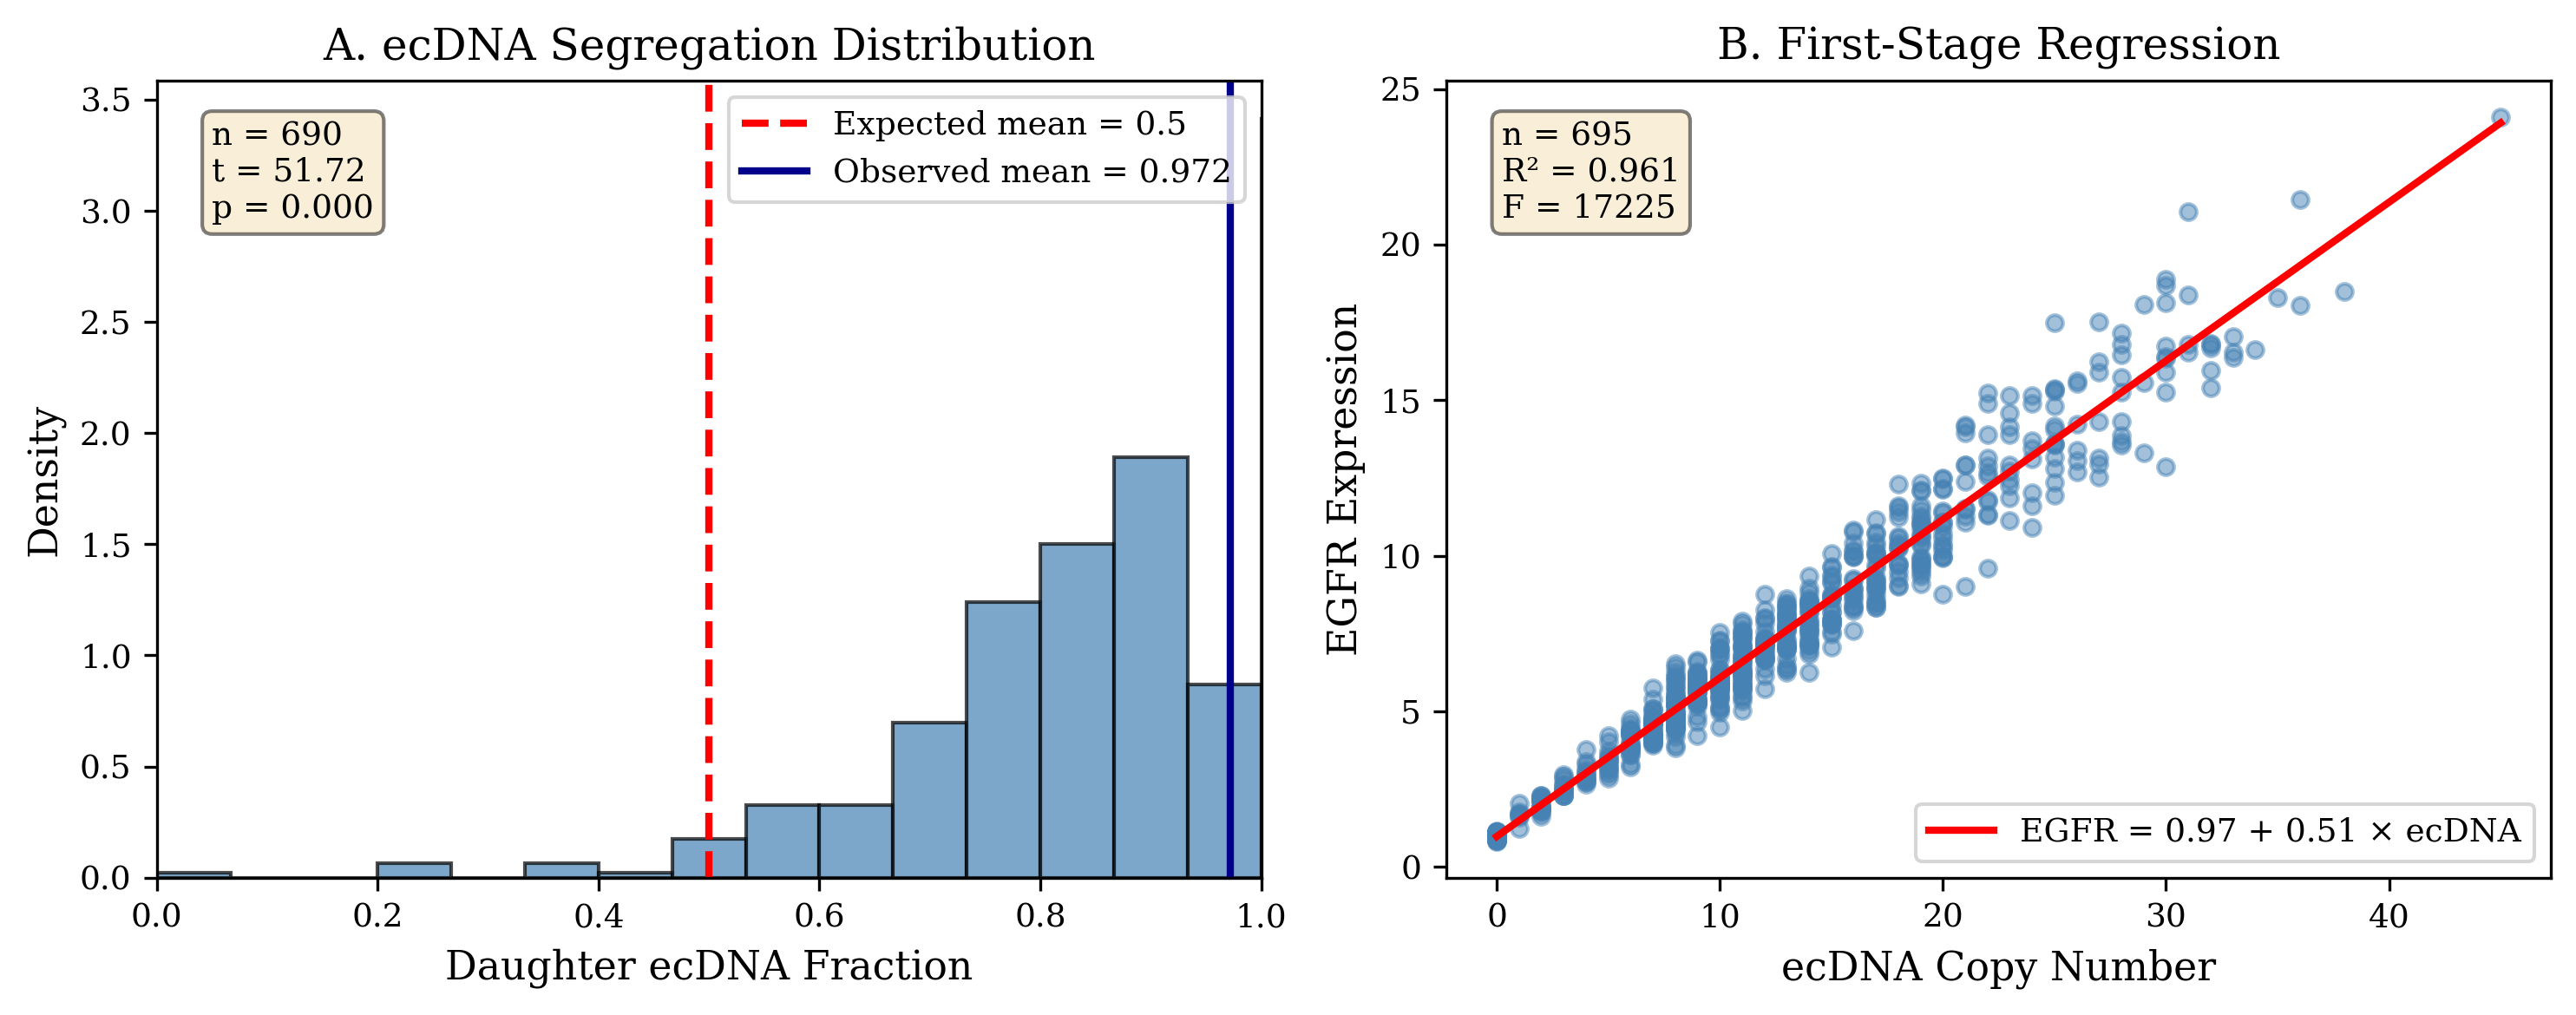 A. ecDNA Segregation Distribution
n = 690
t = 51.72
p = 0.000
Expected mean = 0.5
Observed mean = 0.972
Density
3.5
3.0
2.5
2.0
1.5
1.0
0.5
0.0
0.0 0.2 0.4 0.6 0.8 1.0
Daughter ecDNA Fraction
B. First-Stage Regression
n = 695
R² = 0.961
F = 17225
EGFR Expression
25
20
15
10
5
0
EGFR = 0.97 + 0.51 × ecDNA
0 10 20 30 40
ecDNA Copy Number